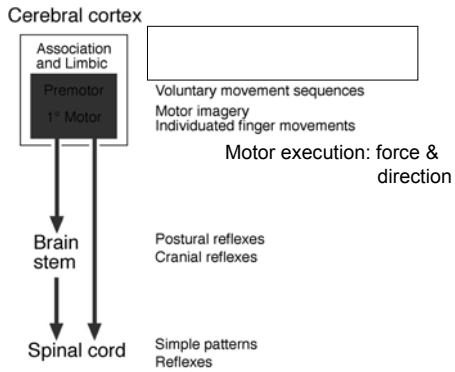 Cerebral cortex
Association
and Limbic
Premotor
Voluntary movement sequences
1° Motor
Motor imagery
Individuated finger movements
Motor execution: force &
direction
Brain
stem
Postural reflexes
Cranial reflexes
Spinal cord
Simple patterns
Reflexes